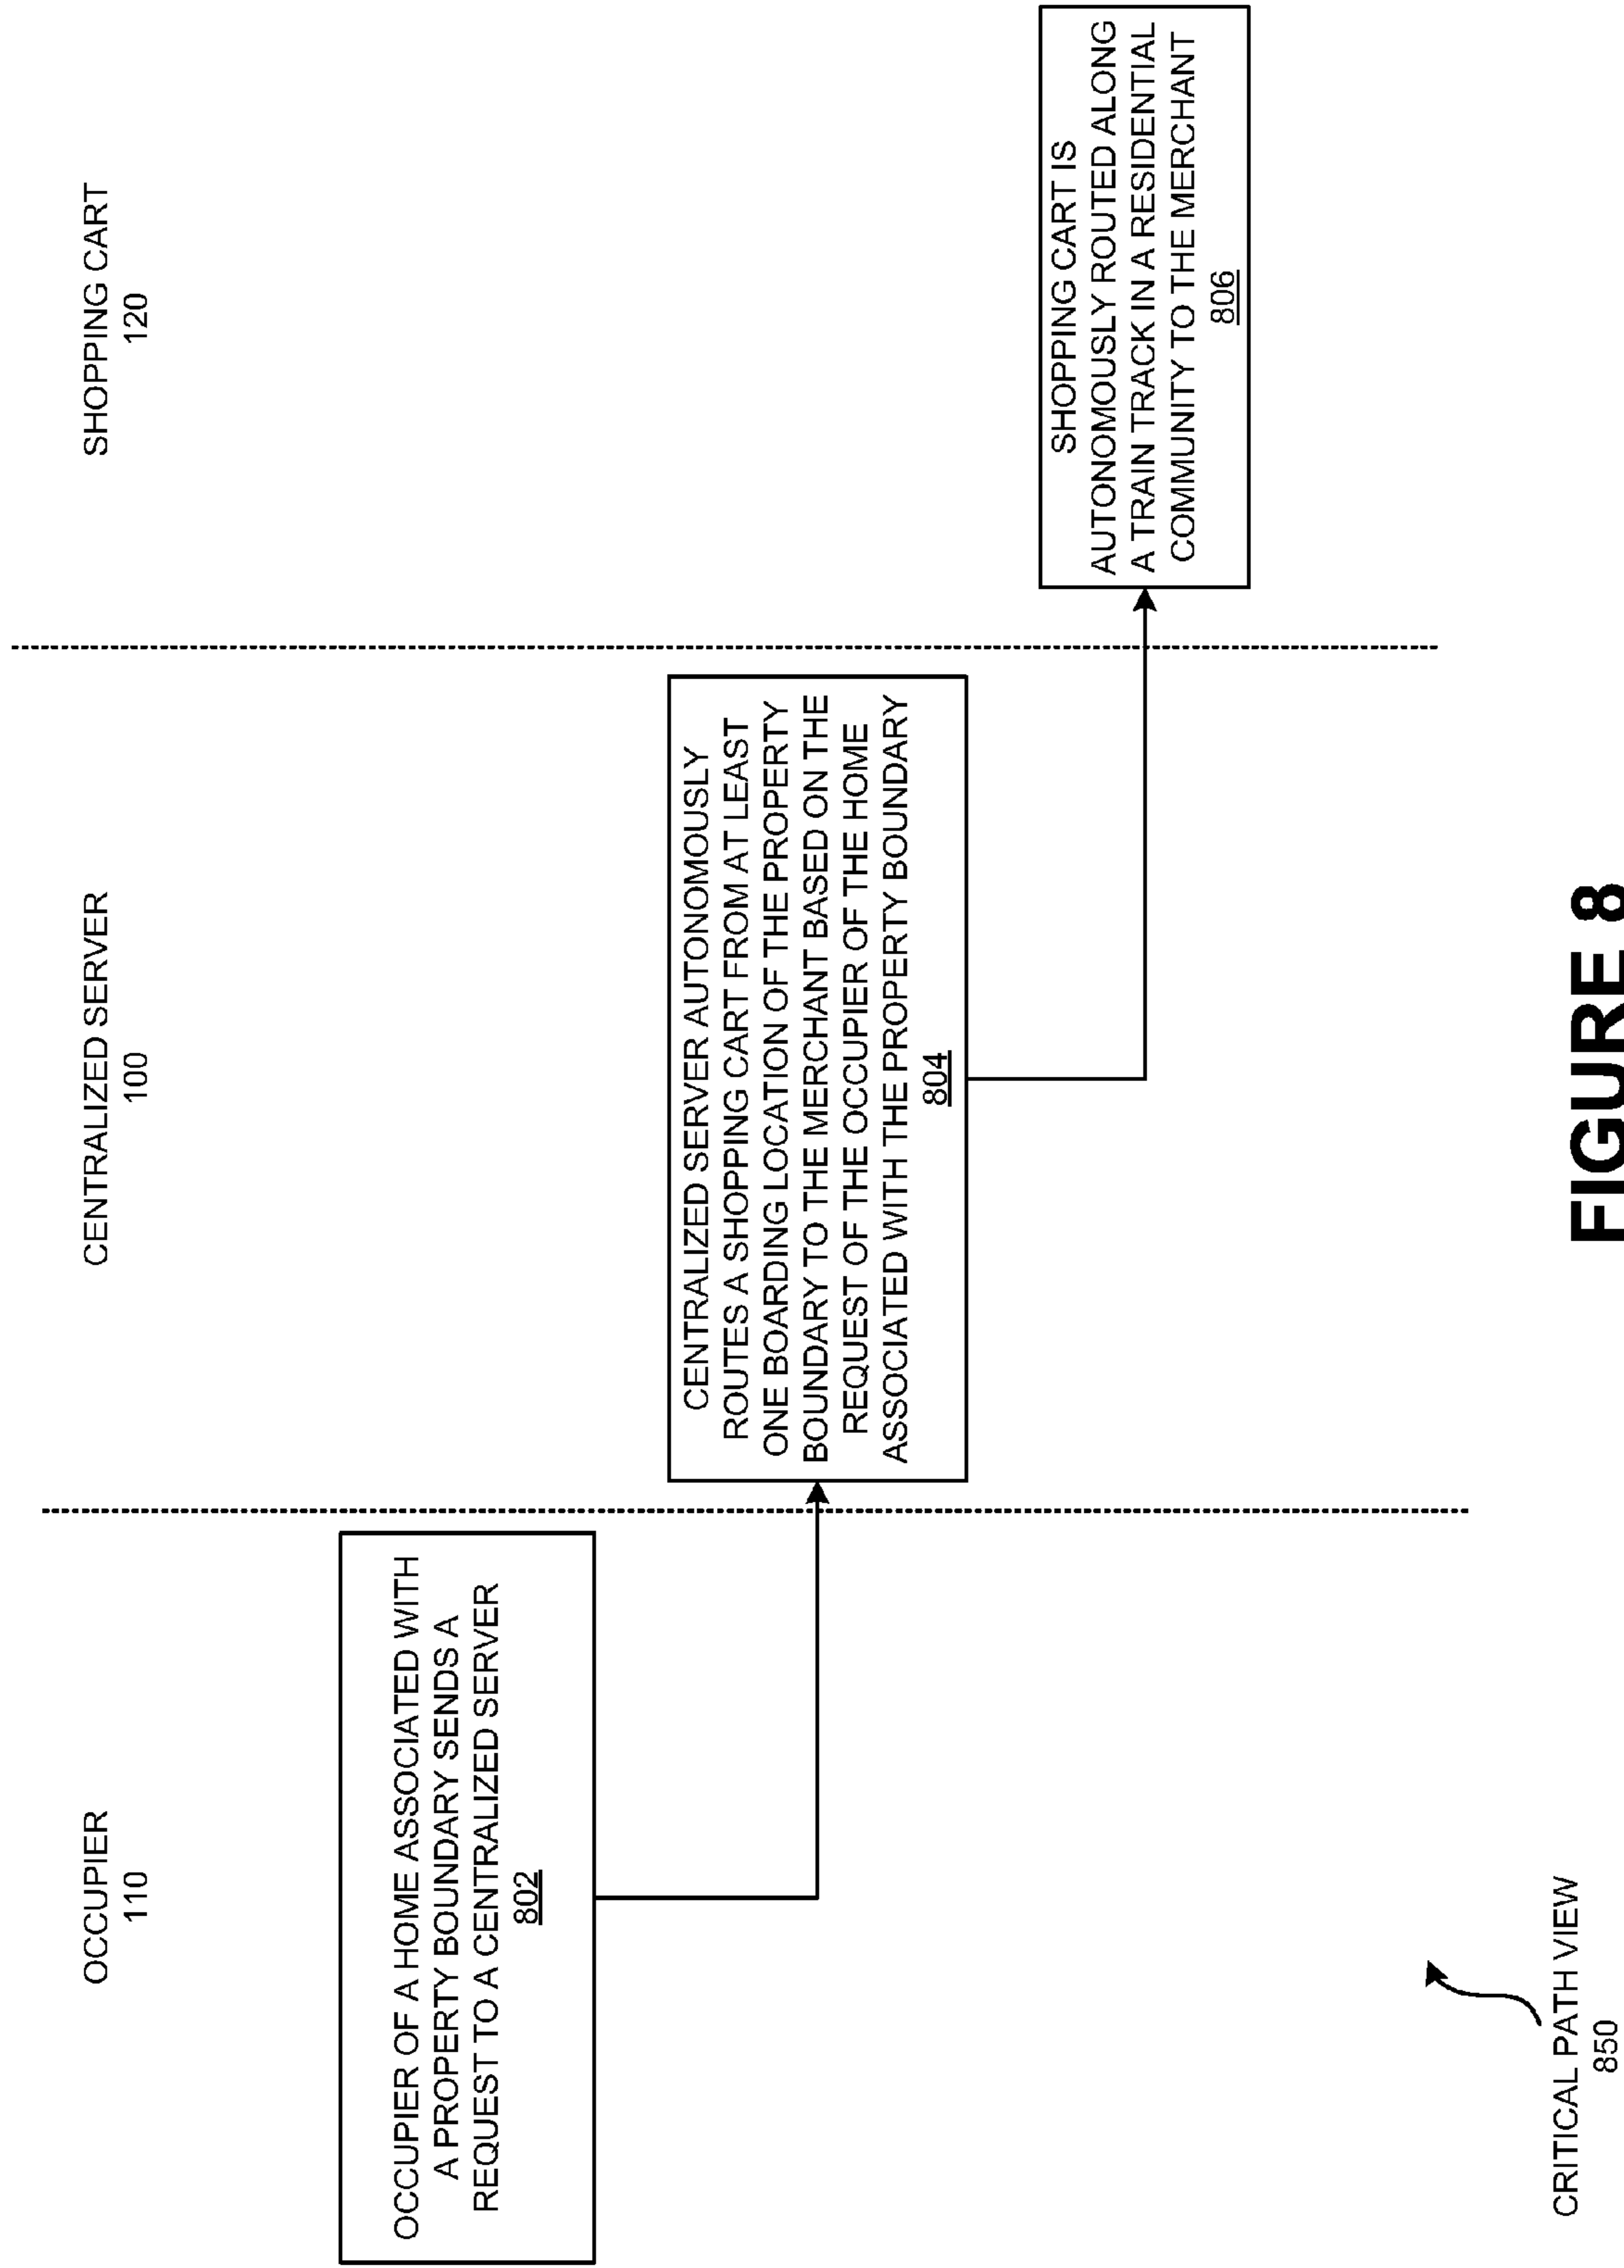 OCCUPIER
110
CENTRALIZED SERVER
100
SHOPPING CART
120
OCCUPIER OF A HOME ASSOCIATED WITH
A PROPERTY BOUNDARY SENDS A
REQUEST TO A CENTRALIZED SERVER
802
CENTRALIZED SERVER AUTONOMOUSLY
ROUTES A SHOPPING CART FROM AT LEAST
ONE BOARDING LOCATION OF THE PROPERTY
BOUNDARY TO THE MERCHANT BASED ON THE
REQUEST OF THE OCCUPIER OF THE HOME
ASSOCIATED WITH THE PROPERTY BOUNDARY
804
SHOPPING CART IS
AUTONOMOUSLY ROUTED ALONG
A TRAIN TRACK IN A RESIDENTIAL
COMMUNITY TO THE MERCHANT
806
CRITICAL PATH VIEW
850
FIGURE 8